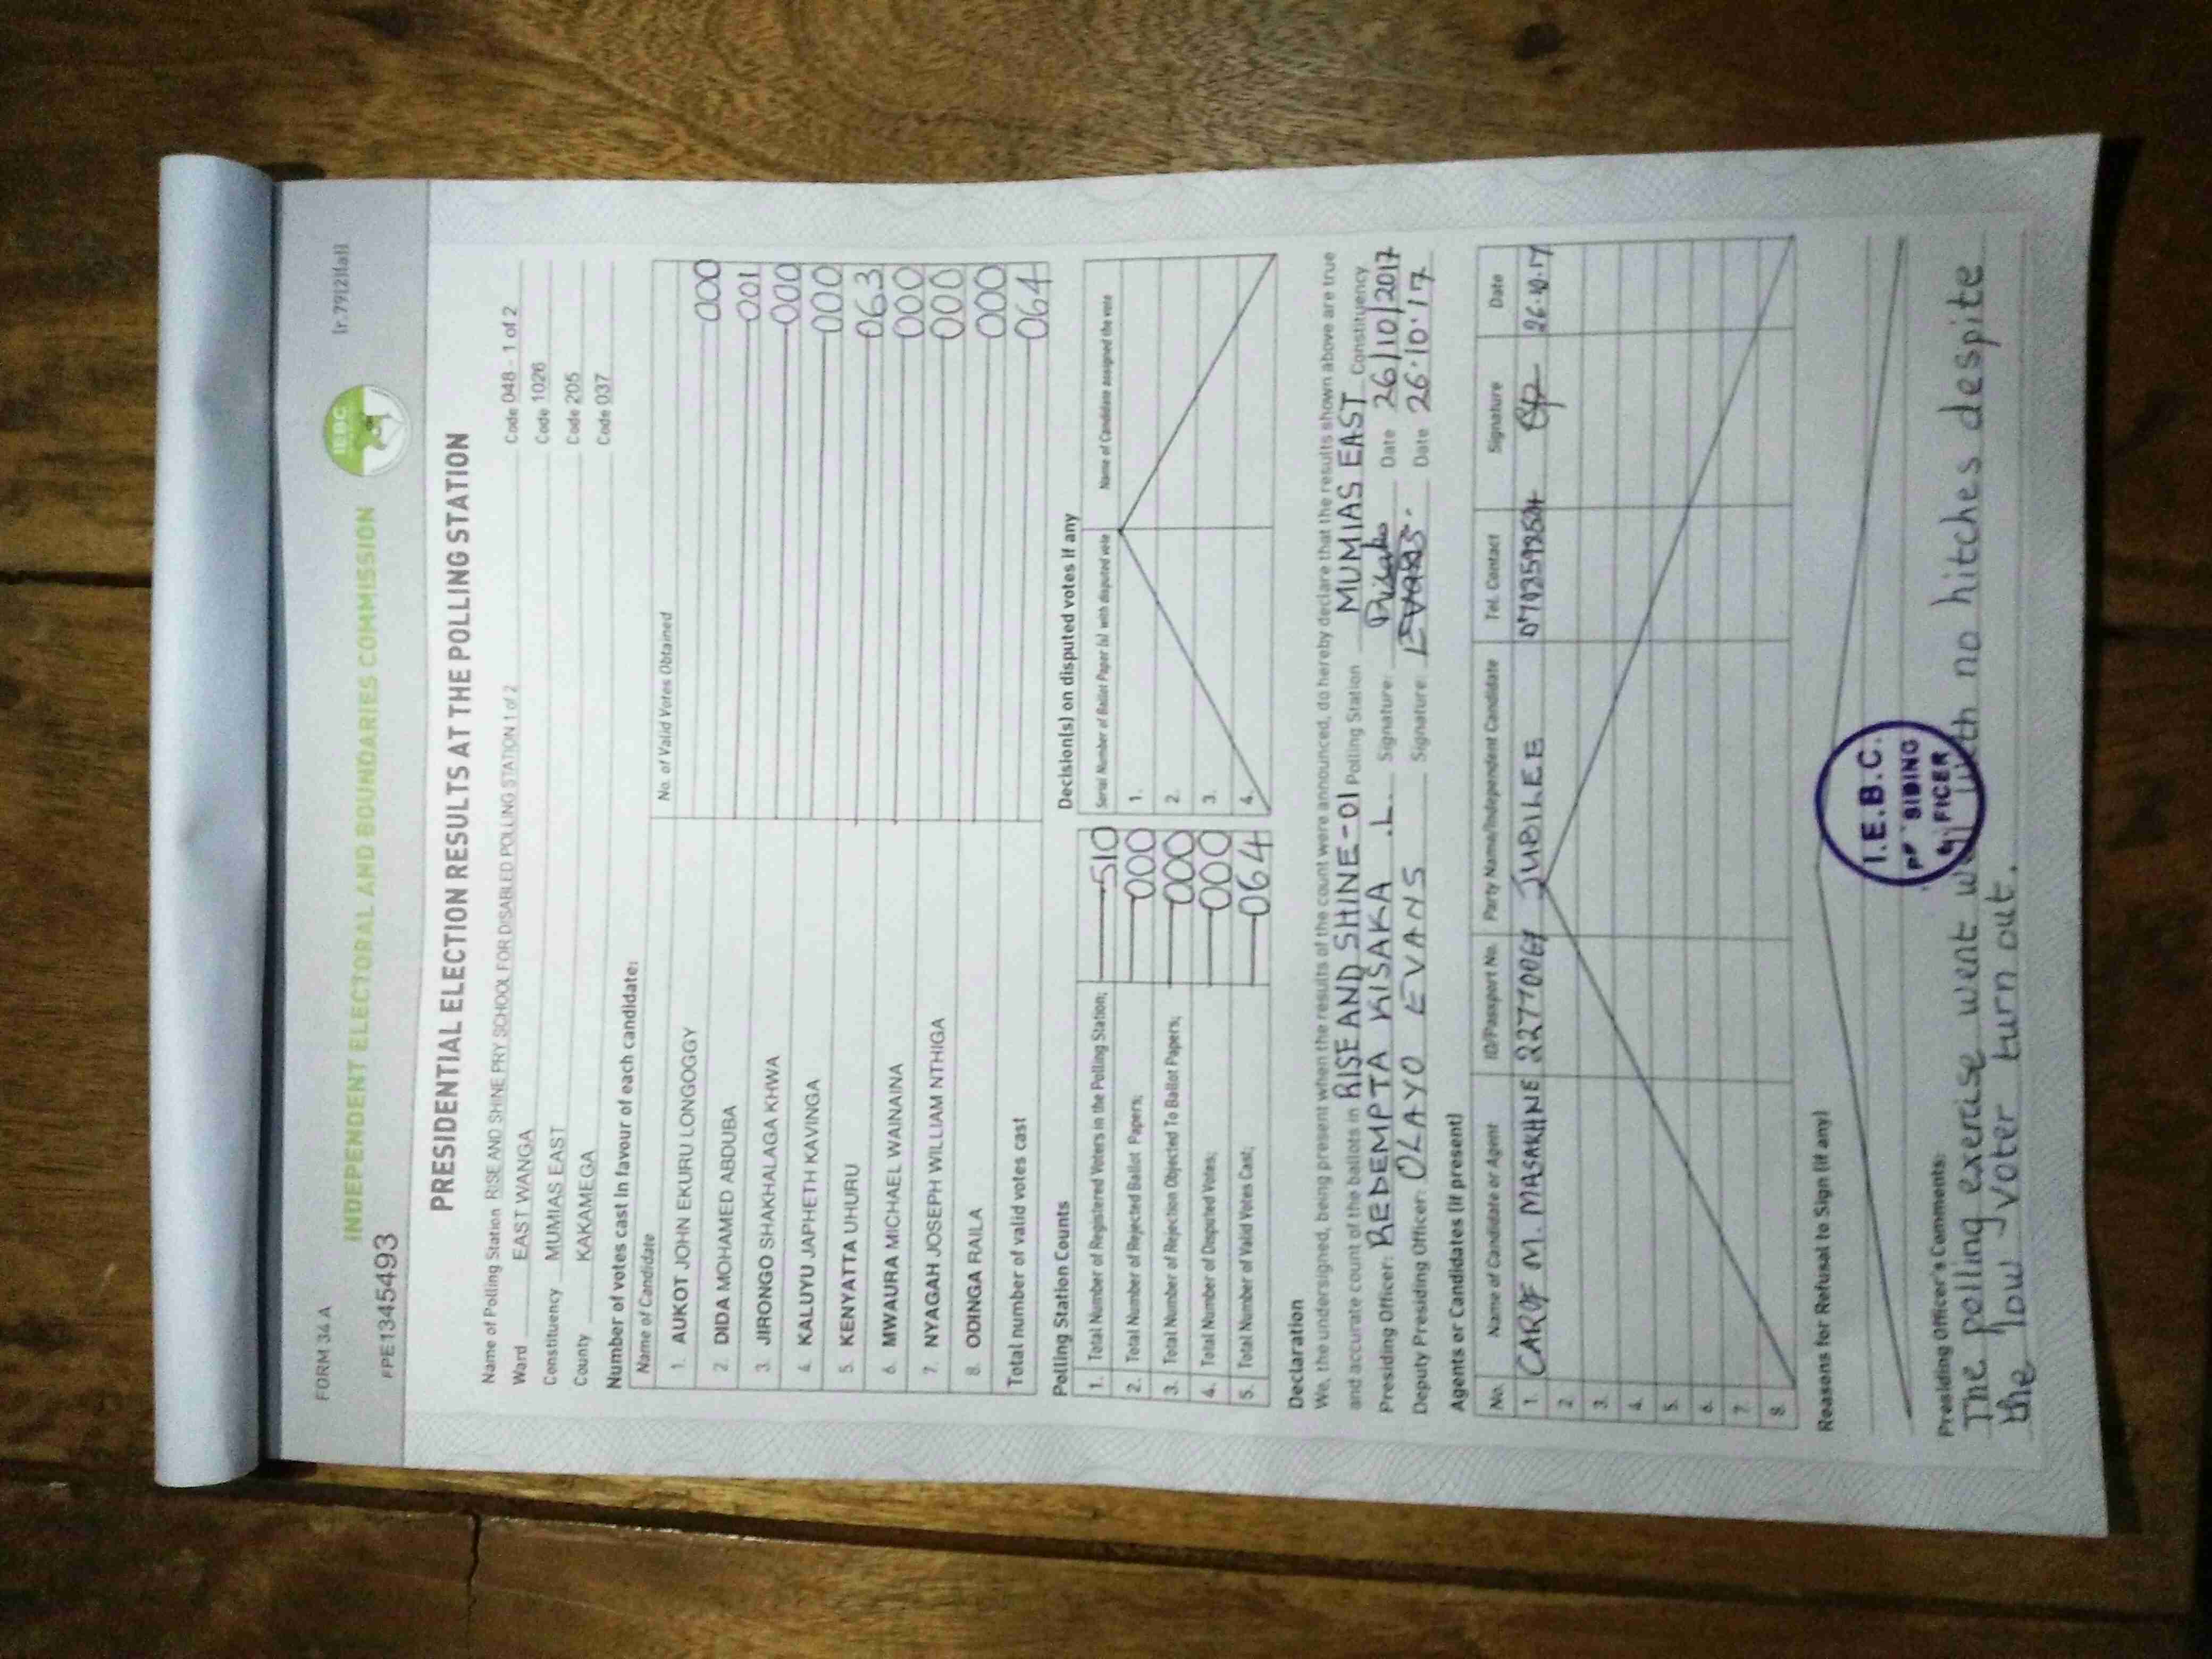 FORM 34 A
(r.79(2)(a))
INDEPENDENT ELECTORAL AND BOUNDARIES COMMISSION
IEBC
PPE1345493
PRESIDENTIAL ELECTION RESULTS AT THE POLLING STATION
Name of Polling Station RISE AND SHINE PRY SCHOOL FOR DISABLED POLLING STATION 1 of 2 Code 048 - 1 of 2
Ward EAST WANGA Code 1026
Constituency MUMIAS EAST Code 205
County KAKAMEGA Code 037
Number of votes cast in favour of each candidate:
Name of Candidate No. of Valid Votes Obtained
1. AUKOT JOHN EKURU LONGOGGY 000
2. DIDA MOHAMED ABDUBA 001
3. JIRONGO SHAKHALAGA KHWA 000
4. KALUYU JAPHETH KAVINGA 000
5. KENYATTA UHURU 063
6. MWAURA MICHAEL WAINAINA 000
7. NYAGAH JOSEPH WILLIAM NTHIGA 000
8. ODINGA RAILA 000
Total number of valid votes cast 064
Polling Station Counts Decision(s) on disputed votes if any
Serial Number of Ballot Paper (s) with disputed vote Name of Candidate assigned the vote
1. Total Number of Registered Voters in the Polling Station; 510 1.
2. Total Number of Rejected Ballot Papers; 000 2.
3. Total Number of Rejection Objected To Ballot Papers; 000 3.
4. Total Number of Disputed Votes; 000 4.
5. Total Number of Valid Votes Cast; 064
Declaration
We, the undersigned, being present when the results of the count were announced, do hereby declare that the results shown above are true
and accurate count of the ballots in RISE AND SHINE-01 Polling Station MUMIAS EAST Constituency
Presiding Officer: REDEMPTA KISAKA .L. Signature: Date 26/10/2017
Deputy Presiding Officer: OLAYO EVANS Signature: Evans Date 26.10.17
Agents or Candidates (if present)
No. Name of Candidate or Agent ID/Passport No. Party Name/Independent Candidate Tel. Contact Signature Date
1. M. JUBILEE 26.10.17
2.
3.
4.
5.
6.
7.
8.
Reasons for Refusal to Sign (if any)
I.E.B.C.
SIDING
FICER
Presiding Officer's Comments:
The polling exercise went with no hitches despite
the low voter turn out.